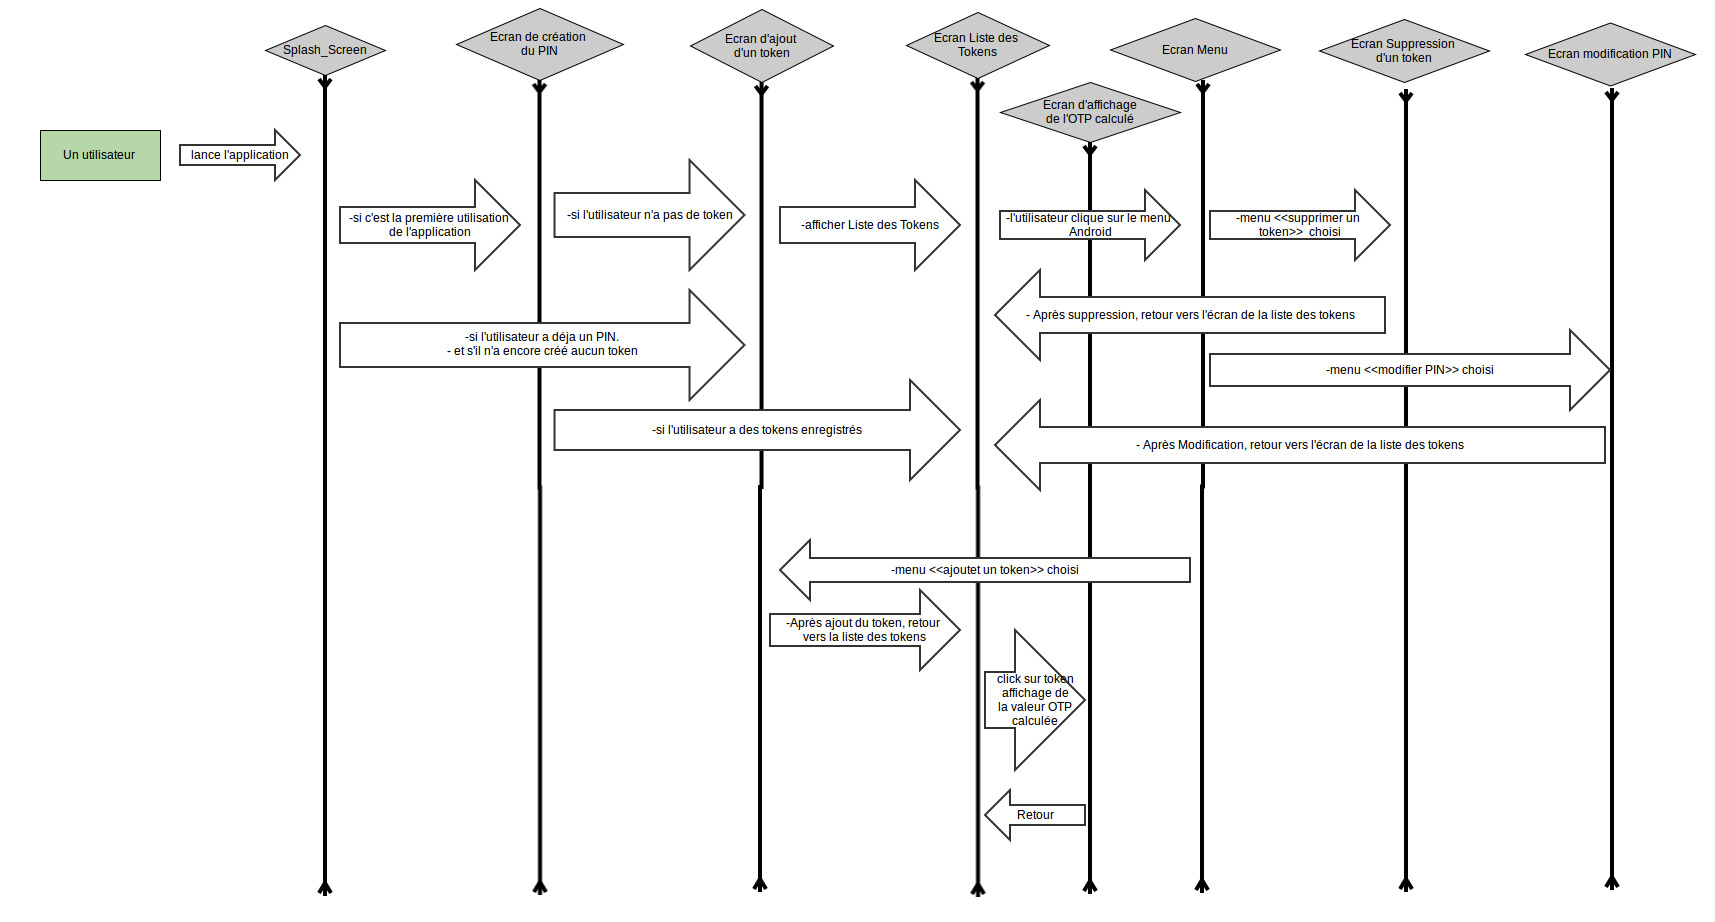 Splash_Screen
Ecran de création
du PIN
Ecran d'ajout
d'un token
Ecran Liste des
Tokens
Ecran Menu
Ecran Suppression
d'un token
Ecran modification PIN
Ecran d'affichage
de l'OTP calculé
Un utilisateur
lance l'application
-si c'est la première utilisation
de l'application
-si l'utilisateur n'a pas de token
-afficher Liste des Tokens
-l'utilisateur clique sur le menu
Android
-menu <<supprimer un
token>> choisi
- Après suppression, retour vers l'écran de la liste des tokens
-si l'utilisateur a déja un PIN.
- et s'il n'a encore créé aucun token
-menu <<modifier PIN>> choisi
-si l'utilisateur a des tokens enregistrés
- Après Modification, retour vers l'écran de la liste des tokens
-menu <<ajoutet un token>> choisi
-Après ajout du token, retour
vers la liste des tokens
click sur token
affichage de
la valeur OTP
calculée
Retour